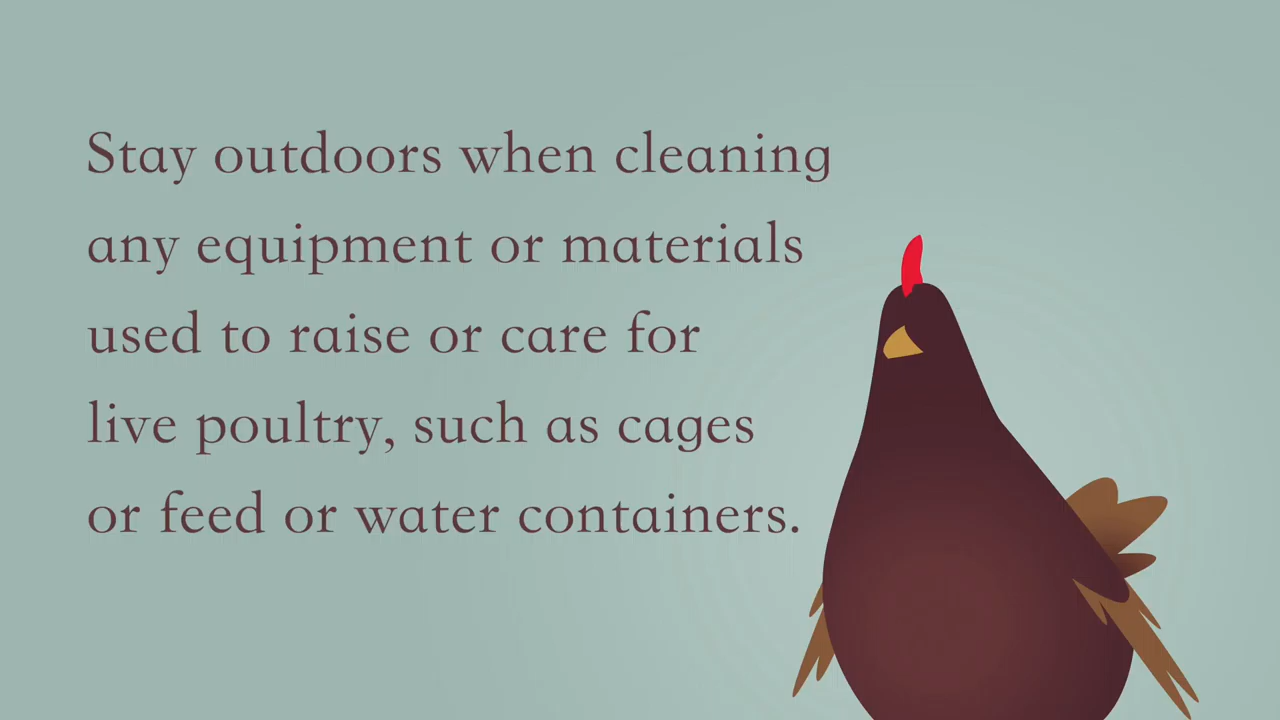 Stay outdoors when cleaning
any equipment or materials
used to raise or care for
live poultry, such as cages
or feed or water containers.